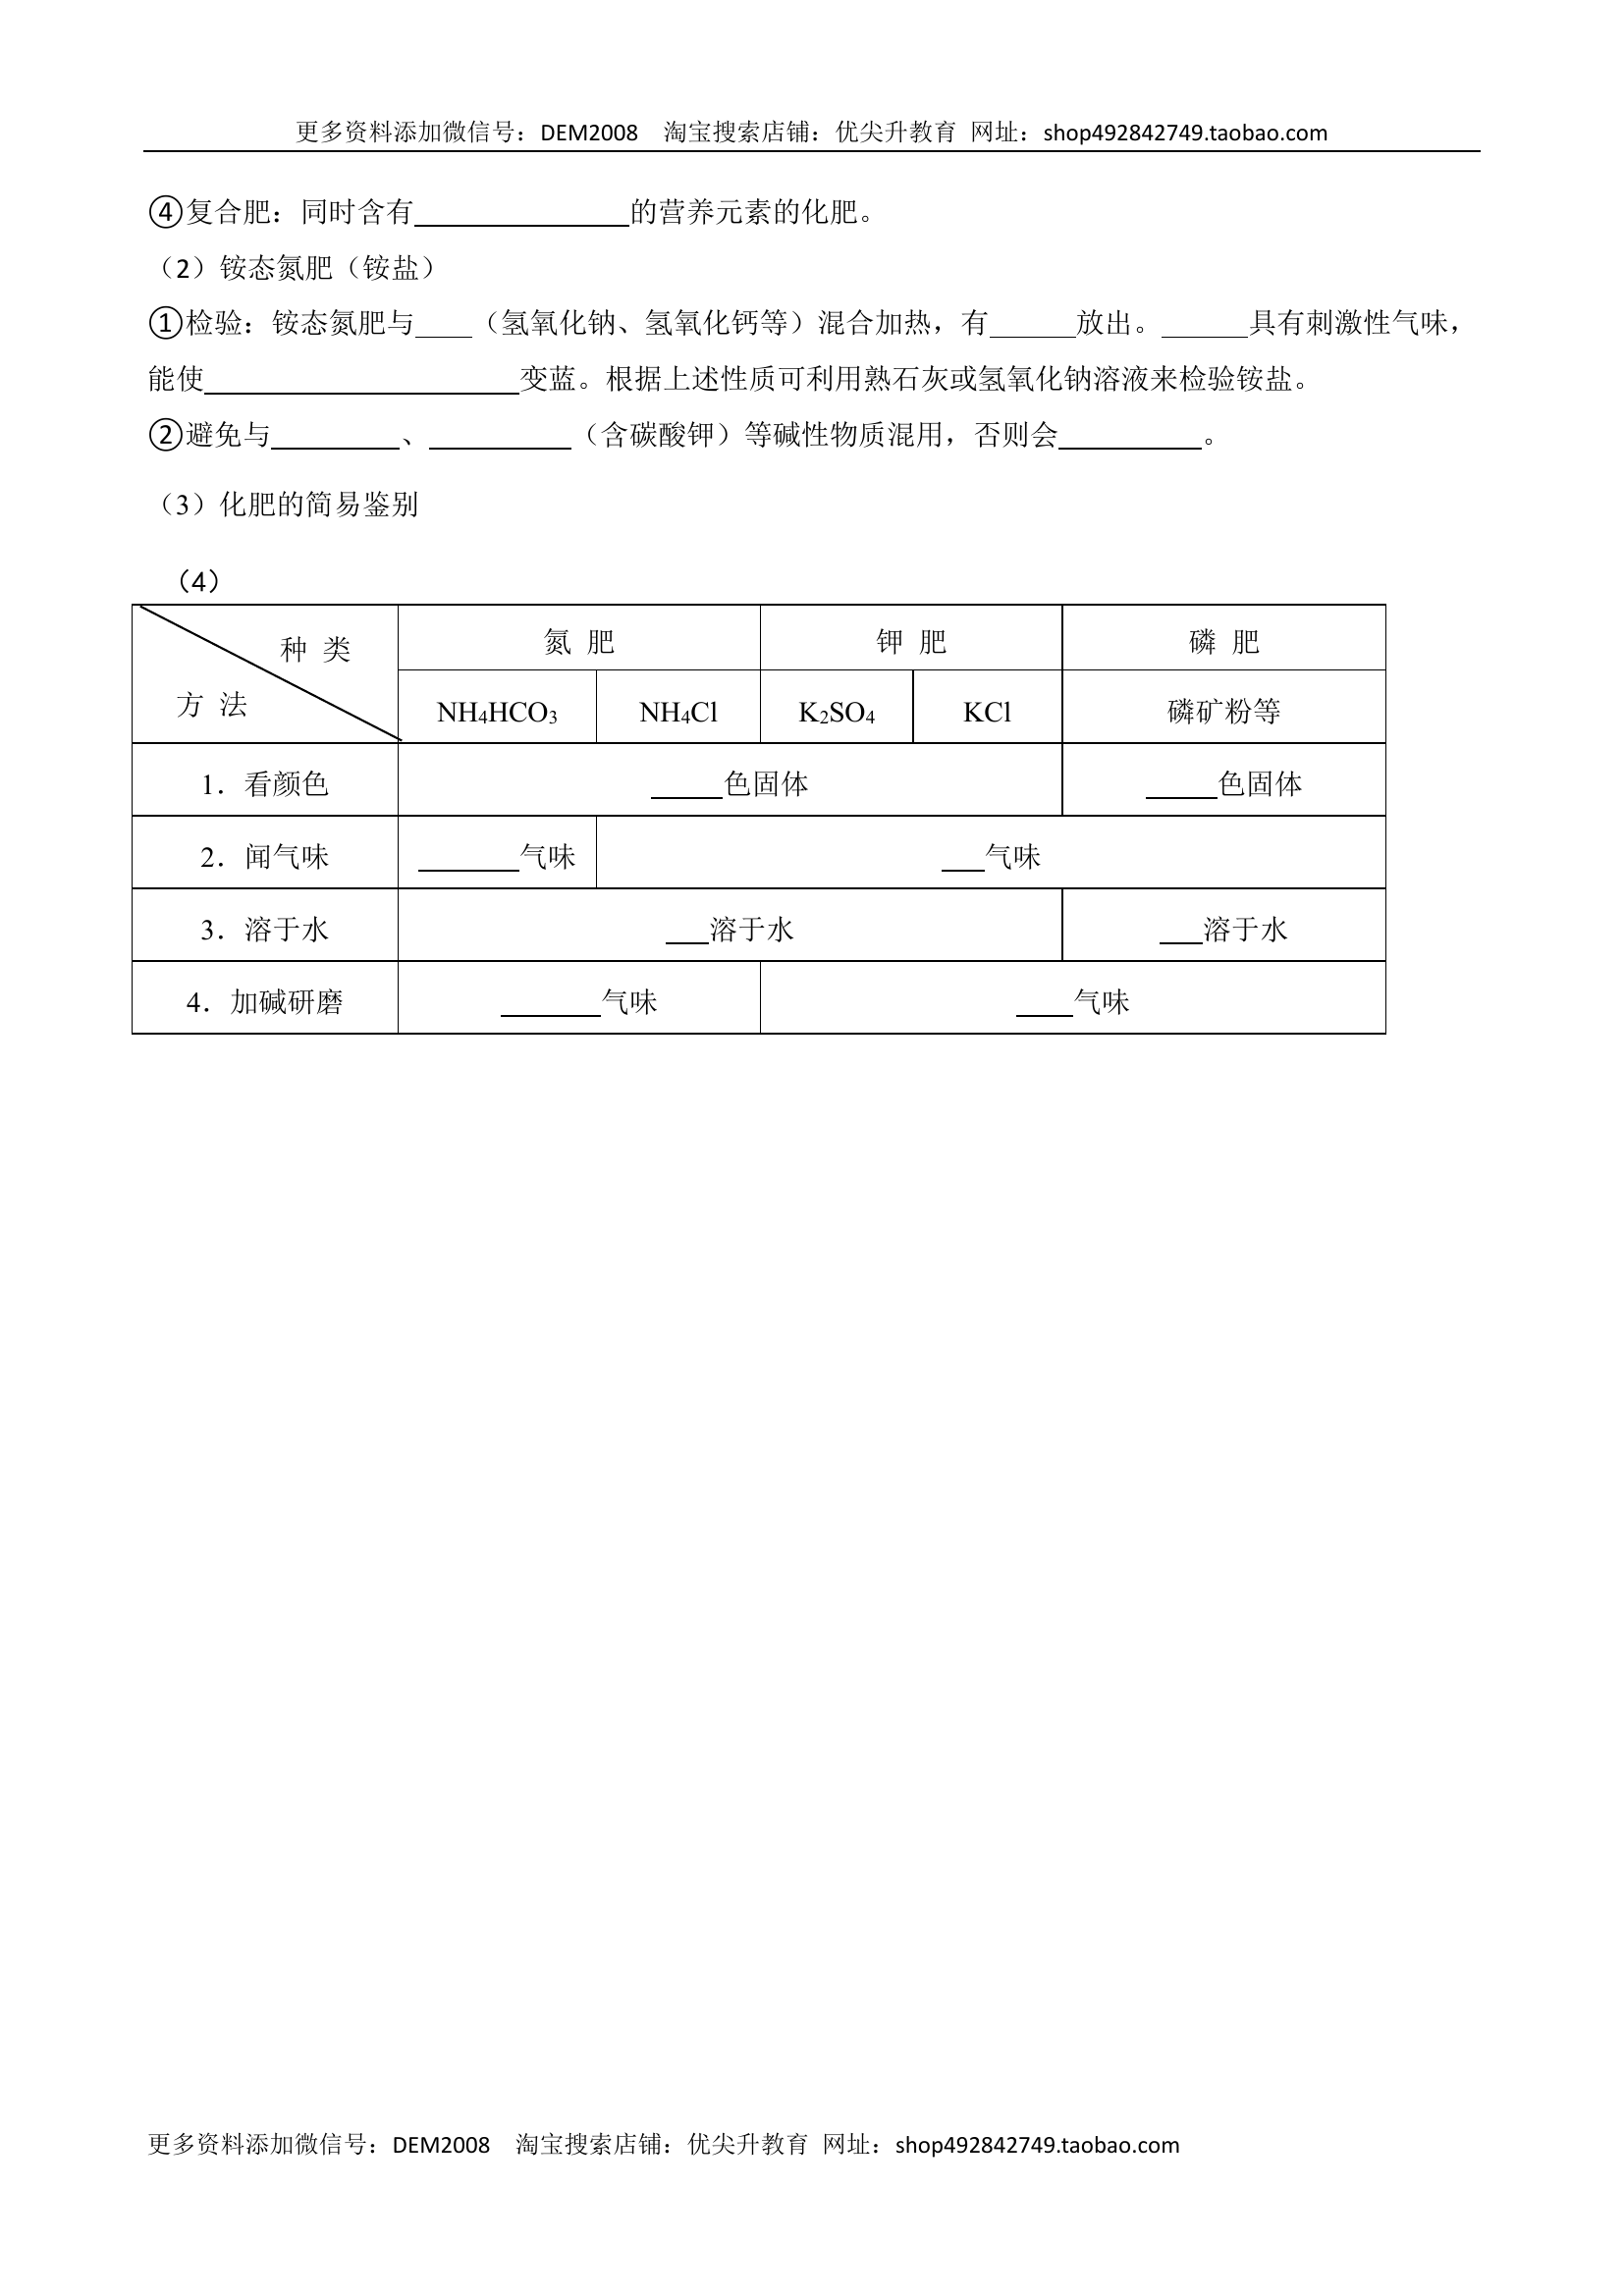 更多资料添加微信号：DEM2008  淘宝搜索店铺：优尖升教育 网址：shop492842749.taobao.com
④复合肥：同时含有_______________的营养元素的化肥。
（2）铵态氮肥（铵盐）
①检验：铵态氮肥与____（氢氧化钠、氢氧化钙等）混合加热，有______放出。______具有刺激性气味，
能使______________________变蓝。根据上述性质可利用熟石灰或氢氧化钠溶液来检验铵盐。
②避免与_________、__________（含碳酸钾）等碱性物质混用，否则会__________。
（3）化肥的简易鉴别
（4）
种 类 氮 肥 钾 肥 磷 肥
方 法 NH₄HCO₃ NH₄Cl K₂SO₄ KCl 磷矿粉等
1．看颜色 _____色固体 _____色固体
2．闻气味 _______气味 ___气味
3．溶于水 ___溶于水 ___溶于水
4．加碱研磨 _______气味 ____气味
更多资料添加微信号：DEM2008  淘宝搜索店铺：优尖升教育 网址：shop492842749.taobao.com